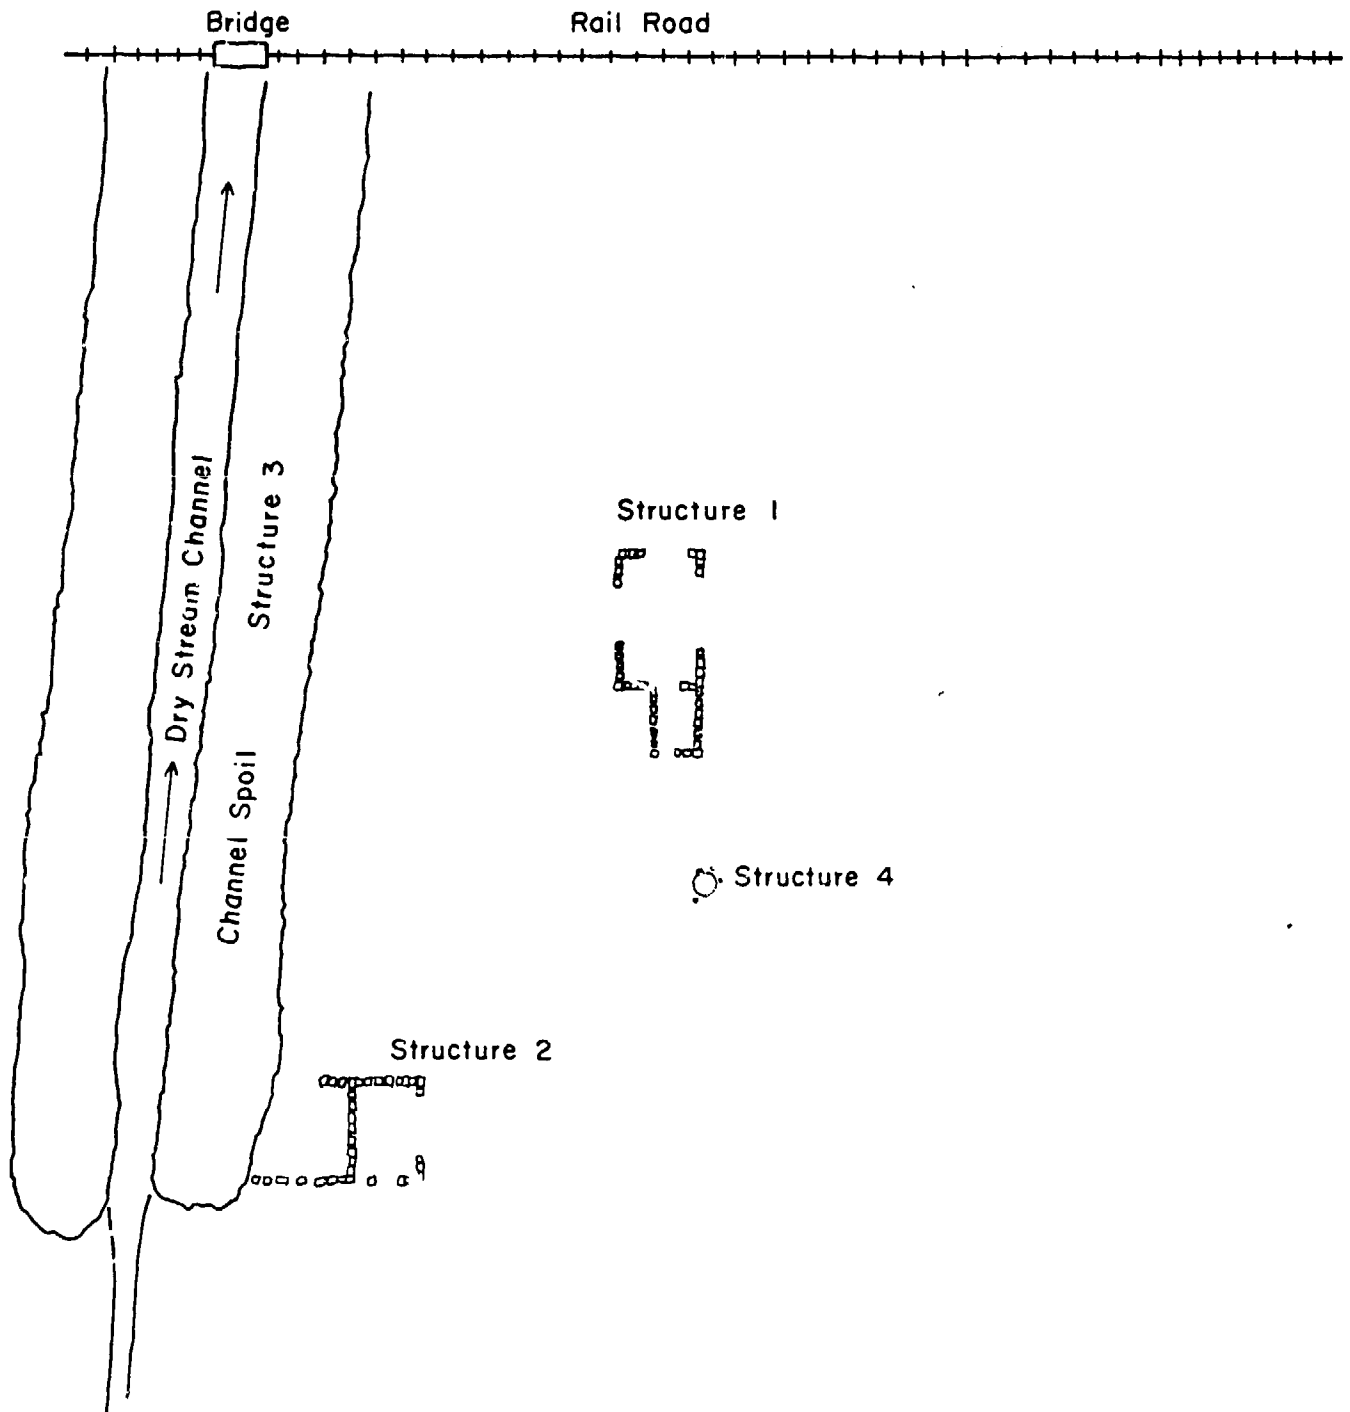 Bridge
Rail Road
Dry Stream Channel
Structure 3
Channel Spoil
Structure 1
Structure 4
Structure 2